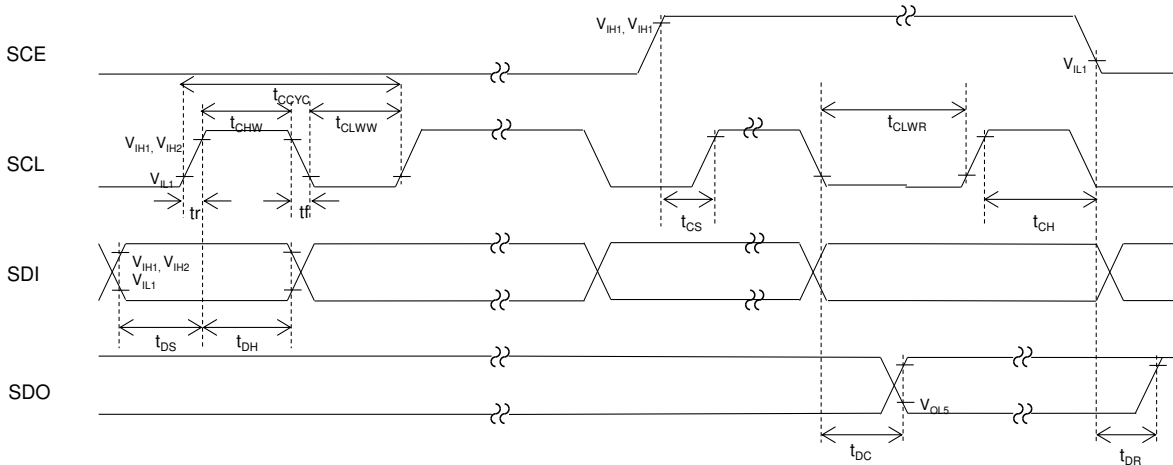 SCE
V_IH1, V_IH1
V_IL1
t_CCYC
t_CHW
t_CLWW
t_CLWR
SCL
V_IH1, V_IH2
V_IL1
tr
tf
t_CS
t_CH
SDI
V_IH1, V_IH2
V_IL1
t_DS
t_DH
SDO
V_OL5
t_DC
t_DR